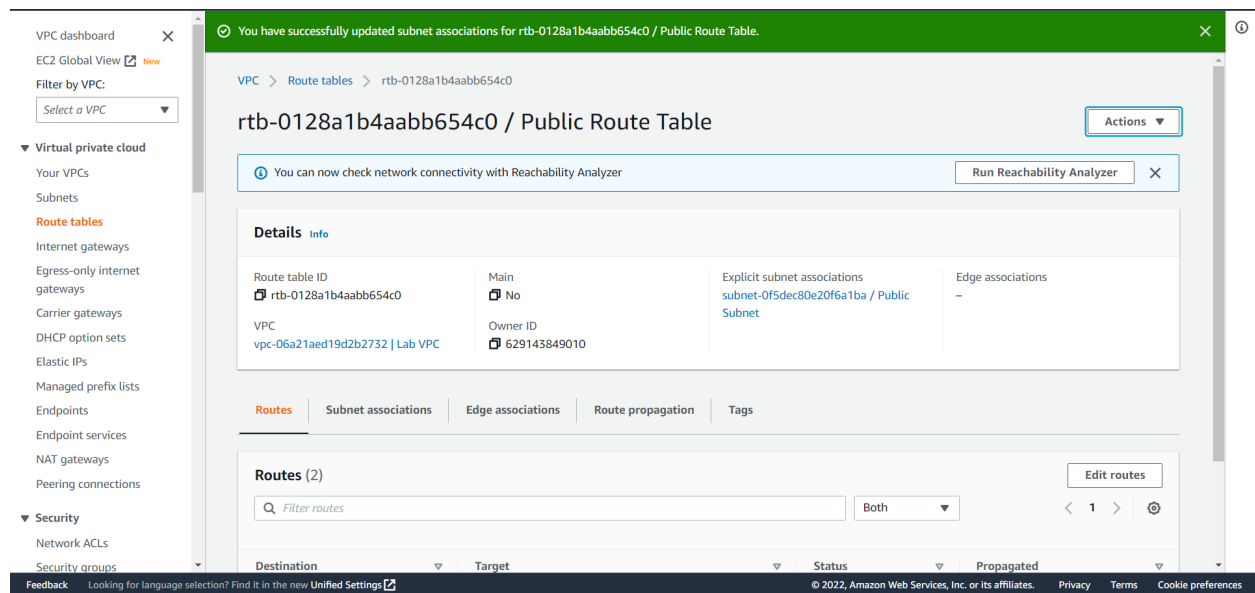 You have successfully updated subnet associations for rtb-0128a1b4aabb654c0 / Public Route Table.
VPC dashboard
EC2 Global View New
Filter by VPC:
Select a VPC
Virtual private cloud
Your VPCs
Subnets
Route tables
Internet gateways
Egress-only internet
gateways
Carrier gateways
DHCP option sets
Elastic IPs
Managed prefix lists
Endpoints
Endpoint services
NAT gateways
Peering connections
Security
Network ACLs
Security groups
VPC > Route tables > rtb-0128a1b4aabb654c0
rtb-0128a1b4aabb654c0 / Public Route Table
Actions
You can now check network connectivity with Reachability Analyzer
Run Reachability Analyzer
Details Info
Route table ID
rtb-0128a1b4aabb654c0
Main
No
Explicit subnet associations
subnet-0f5dec80e20f6a1ba / Public
Subnet
Edge associations
–
VPC
vpc-06a21aed19d2b2732 | Lab VPC
Owner ID
629143849010
Routes Subnet associations Edge associations Route propagation Tags
Routes (2)
Edit routes
Filter routes
Both
1
Destination Target Status Propagated
Feedback Looking for language selection? Find it in the new Unified Settings © 2022, Amazon Web Services, Inc. or its affiliates. Privacy Terms Cookie preferences